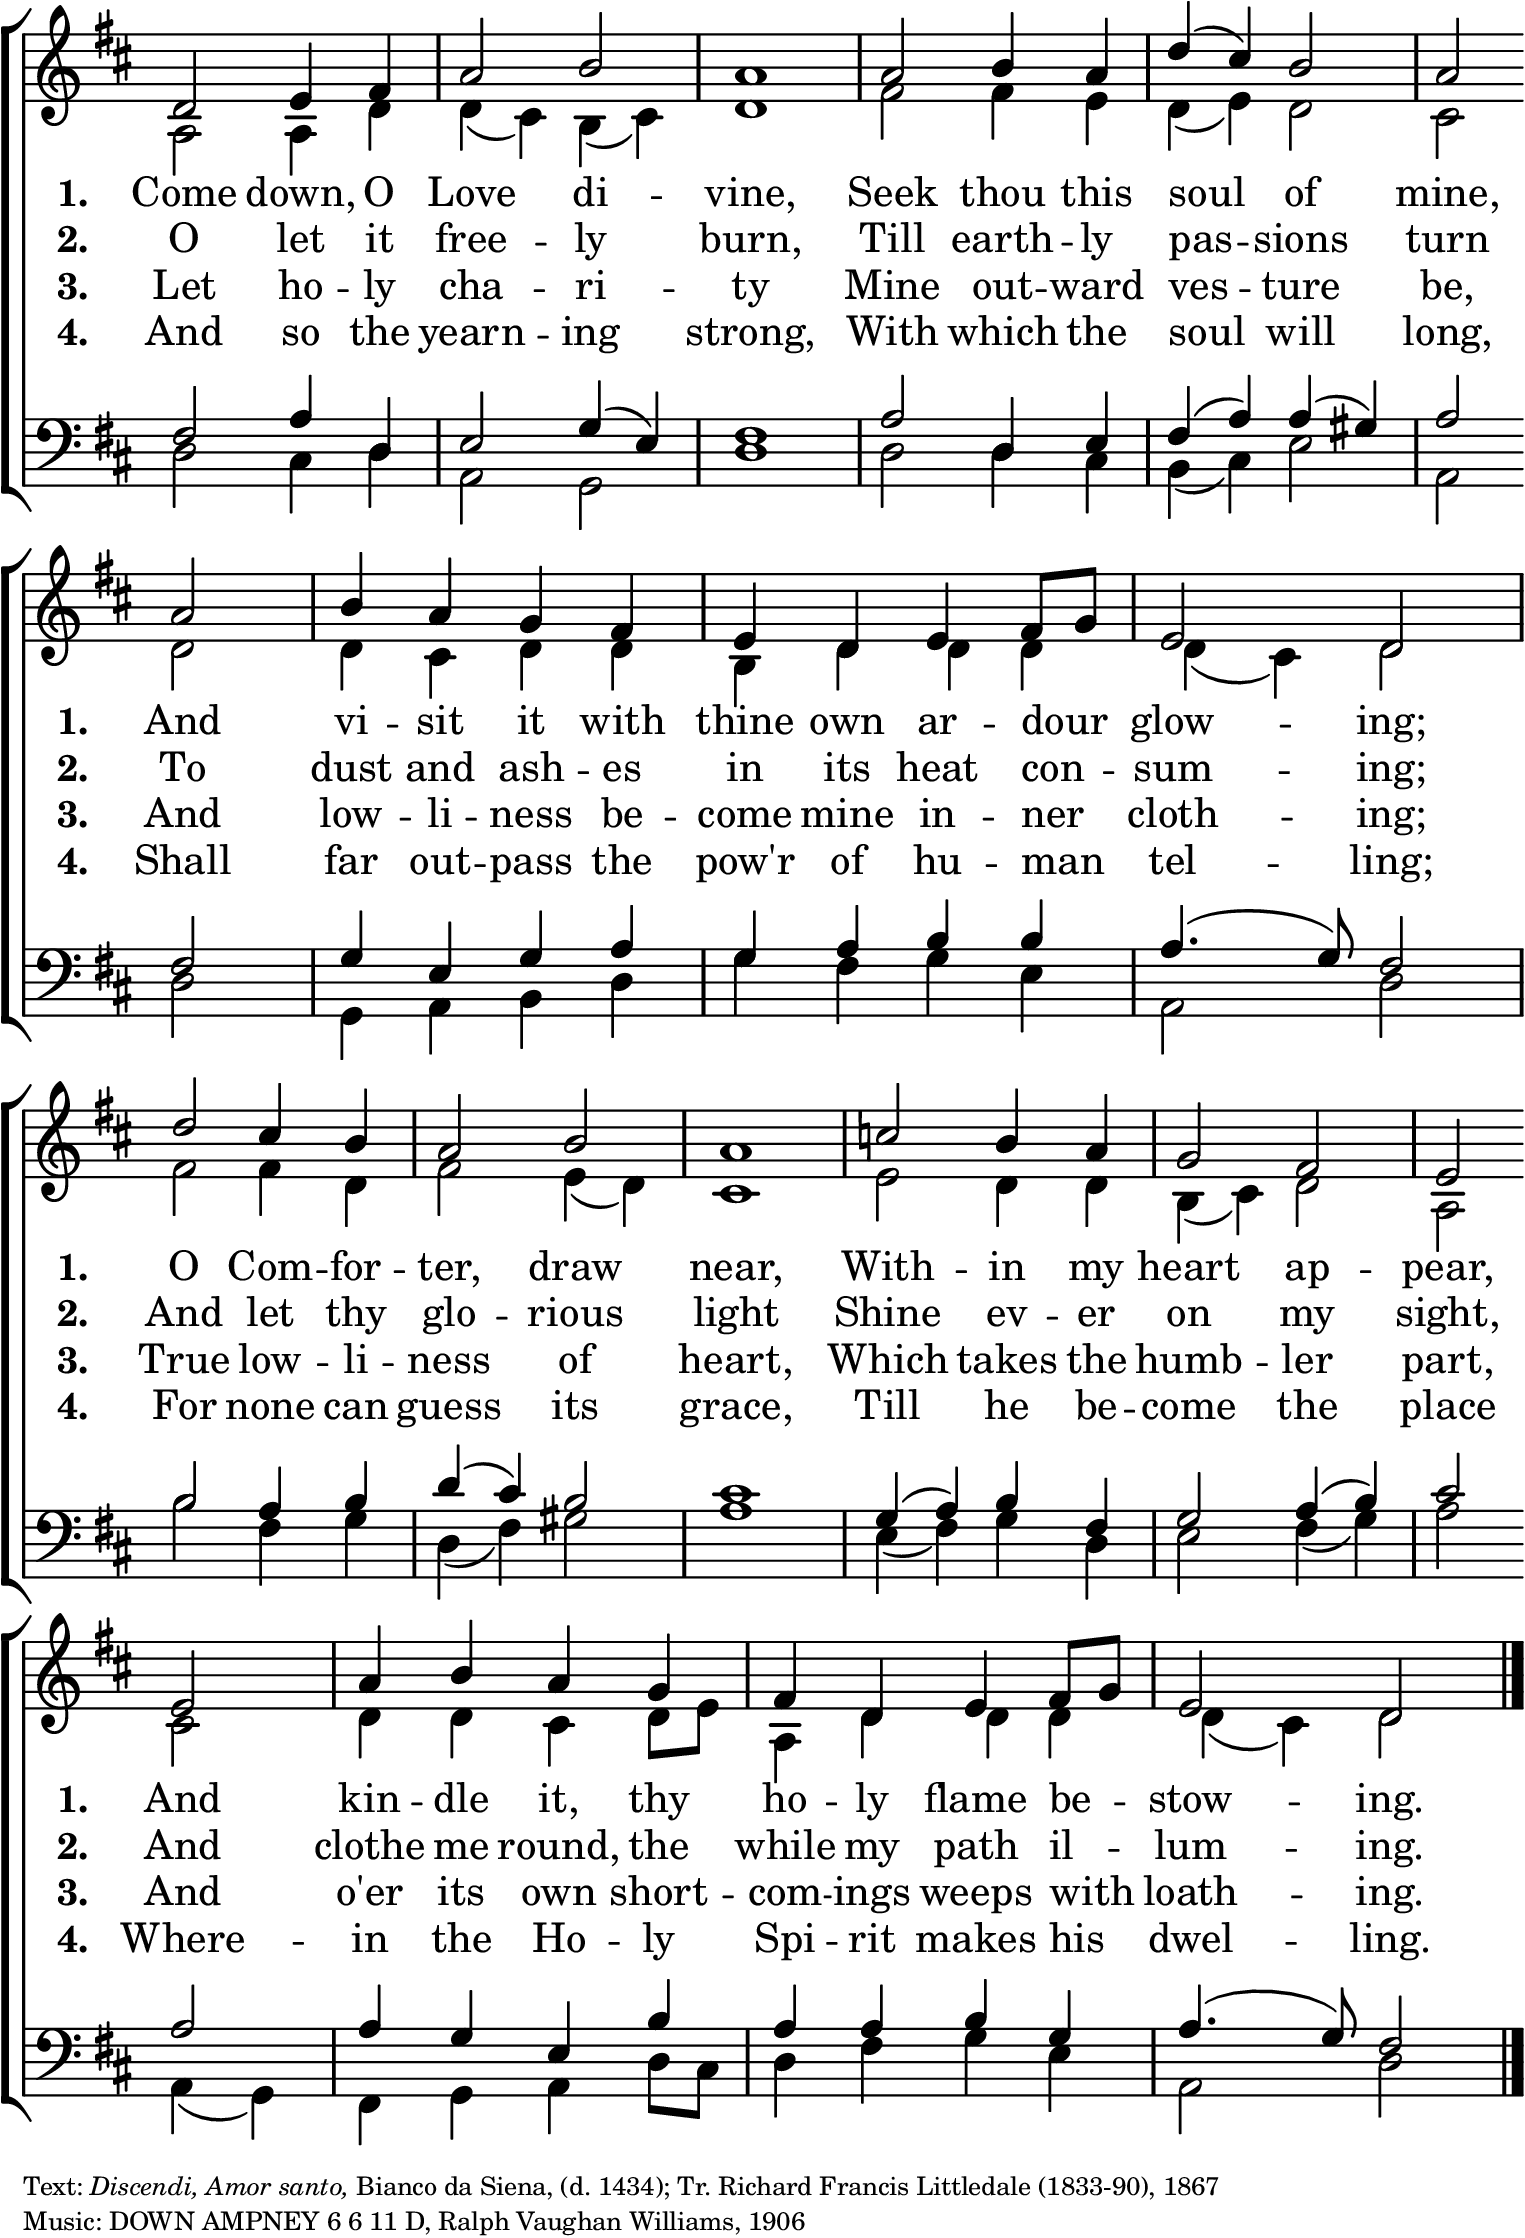 1. Come down, O Love di -- vine, Seek thou this soul of mine,
2. O let it free -- ly burn, Till earth -- ly pas -- sions turn
3. Let ho -- ly cha -- ri -- ty Mine out -- ward ves -- ture be,
4. And so the yearn -- ing strong, With which the soul will long,
1. And vi -- sit it with thine own ar -- dour glow -- ing;
2. To dust and ash -- es in its heat con -- sum -- ing;
3. And low -- li -- ness be -- come mine in -- ner cloth -- ing;
4. Shall far out -- pass the pow'r of hu -- man tel -- ling;
1. O Com -- for -- ter, draw near, With -- in my heart ap -- pear,
2. And let thy glo -- rious light Shine ev -- er on my sight,
3. True low -- li -- ness of heart, Which takes the humb -- ler part,
4. For none can guess its grace, Till he be -- come the place
1. And kin -- dle it, thy ho -- ly flame be -- stow -- ing.
2. And clothe me round, the while my path il -- lum -- ing.
3. And o'er its own short -- com -- ings weeps with loath -- ing.
4. Where -- in the Ho -- ly Spi -- rit makes his dwel -- ling.
Text: Discendi, Amor santo, Bianco da Siena, (d. 1434); Tr. Richard Francis Littledale (1833-90), 1867
Music: DOWN AMPNEY 6 6 11 D, Ralph Vaughan Williams, 1906